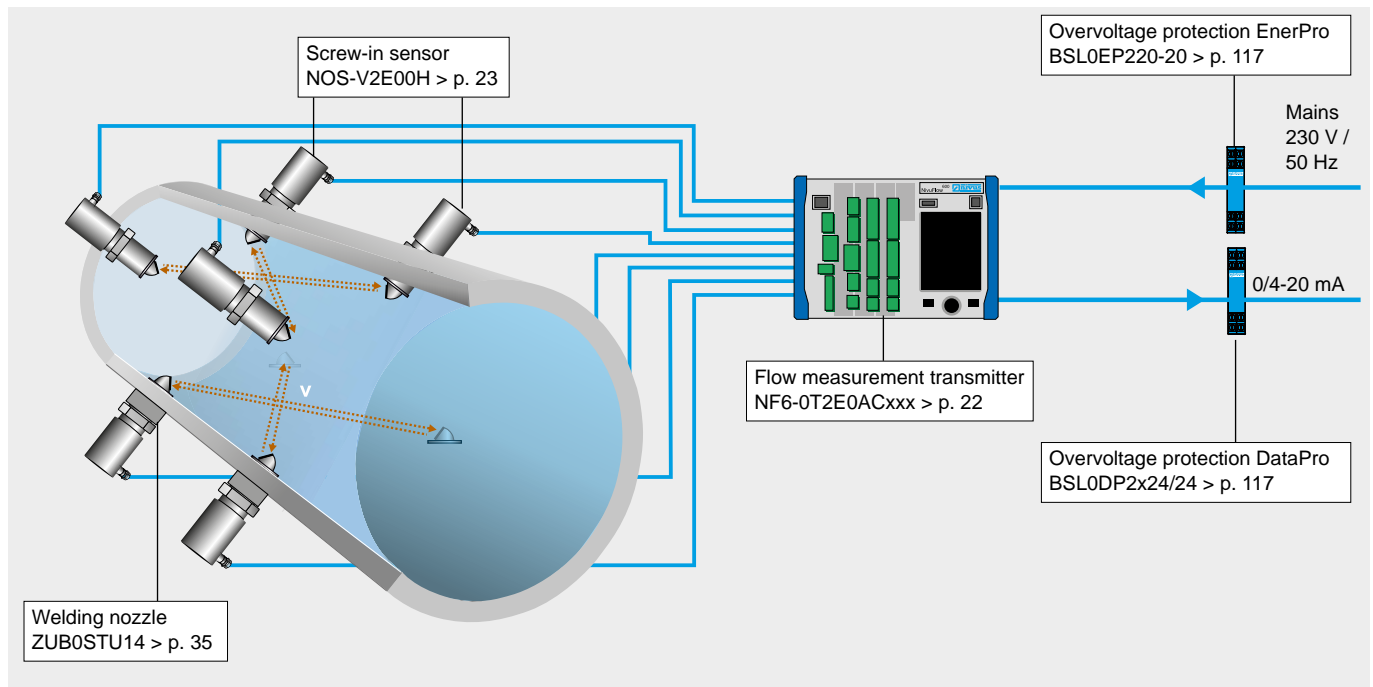 Screw-in sensor
NOS-V2E00H > p. 23
Overvoltage protection EnerPro
BSL0EP220-20 > p. 117
Mains
230 V /
50 Hz
NivuFlow
0/4-20 mA
v
Flow measurement transmitter
NF6-0T2E0ACxxx > p. 22
Overvoltage protection DataPro
BSL0DP2x24/24 > p. 117
Welding nozzle
ZUB0STU14 > p. 35